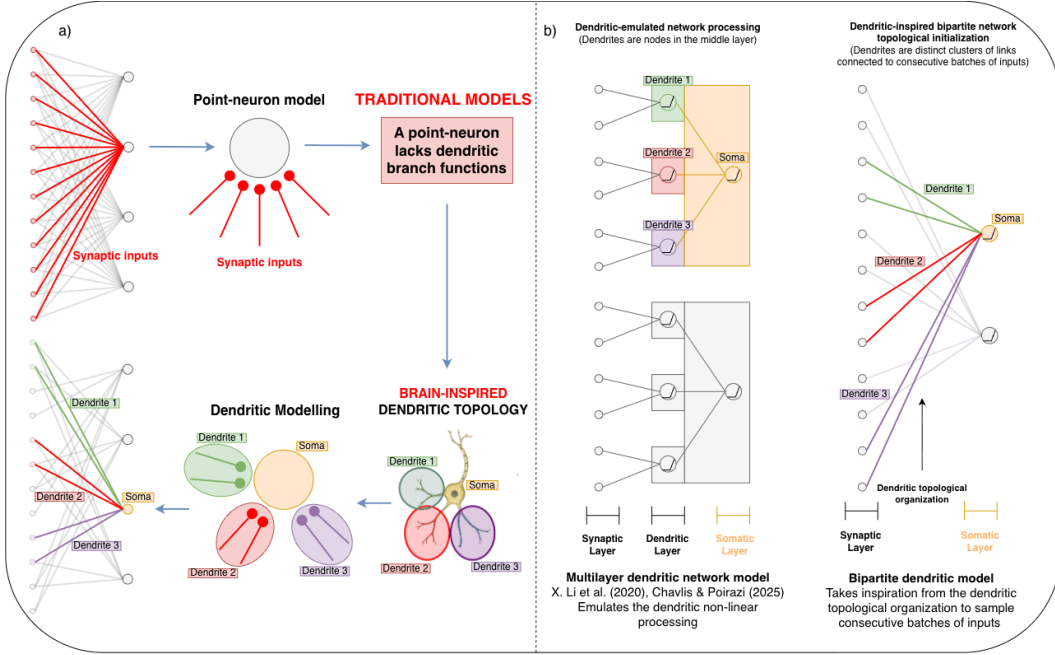 a)
Point-neuron model
TRADITIONAL MODELS
A point-neuron
lacks dendritic
branch functions
Synaptic inputs
Synaptic inputs
BRAIN-INSPIRED
DENDRITIC TOPOLOGY
Dendritic Modelling
Dendrite 1
Dendrite 2
Dendrite 3
Soma
Dendrite 1
Soma
Dendrite 2
Dendrite 3
Dendrite 1
Soma
Dendrite 2
Dendrite 3
b)
Dendritic-emulated network processing
(Dendrites are nodes in the middle layer)
Dendrite 1
Dendrite 2
Soma
Dendrite 3
Synaptic
Layer
Dendritic
Layer
Somatic
Layer
Multilayer dendritic network model
X. Li et al. (2020), Chavlis & Poirazi (2025)
Emulates the dendritic non-linear
processing
Dendritic-inspired bipartite network
topological initialization
(Dendrites are distinct clusters of links
connected to consecutive batches of inputs)
Dendrite 1
Soma
Dendrite 2
Dendrite 3
Dendritic topological
organization
Synaptic
Layer
Somatic
Layer
Bipartite dendritic model
Takes inspiration from the dendritic
topological organization to sample
consecutive batches of inputs